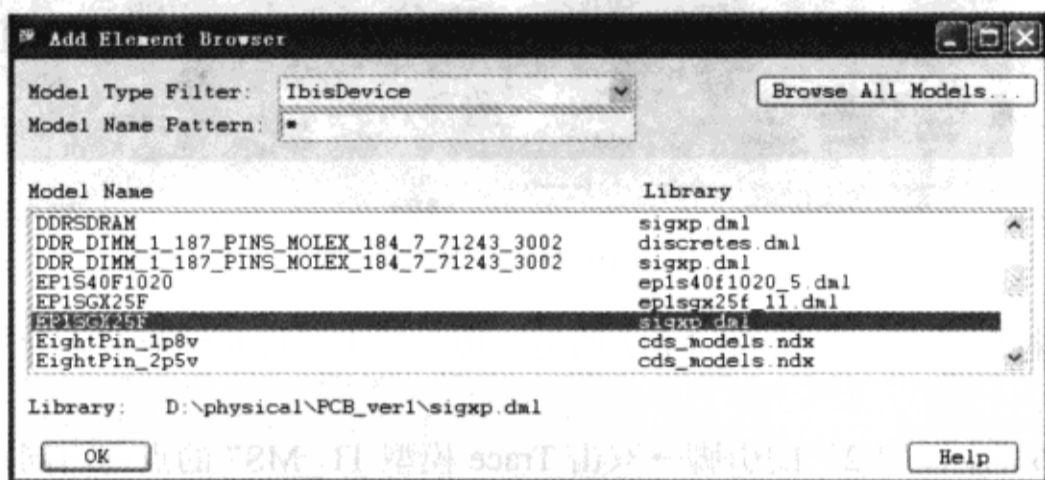 Add Element Browser
Model Type Filter: IbisDevice Browse All Models...
Model Name Pattern: *
Model Name Library
DDRSDRAM sigxp.dml
DDR_DIMM_1_187_PINS_MOLEX_184_7_71243_3002 discretes.dml
DDR_DIMM_1_187_PINS_MOLEX_184_7_71243_3002 sigxp.dml
EP1S40F1020 ep1s40f1020_5.dml
EP1SGX25F ep1sgx25f_11.dml
EP1SGX25F sigxp.dml
EightPin_1p8v cds_models.ndx
EightPin_2p5v cds_models.ndx
Library: D:\physical\PCB_ver1\sigxp.dml
OK Help